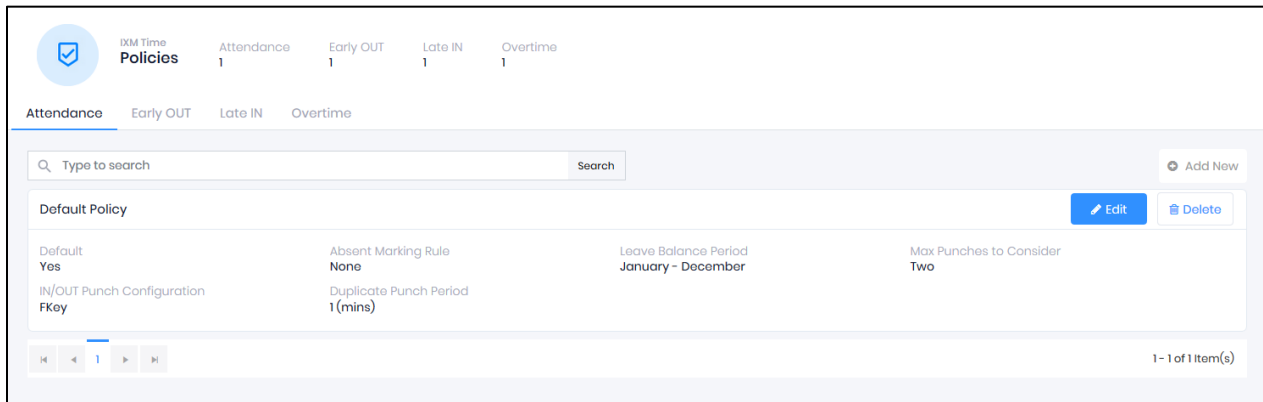 IXM Time
Policies
Attendance Early OUT Late IN Overtime
1 1 1 1
Attendance Early OUT Late IN Overtime
Type to search Search Add New
Default Policy Edit Delete
Default Absent Marking Rule Leave Balance Period Max Punches to Consider
Yes None January - December Two
IN/OUT Punch Configuration Duplicate Punch Period
FKey 1 (mins)
1 1 - 1 of 1 Item(s)